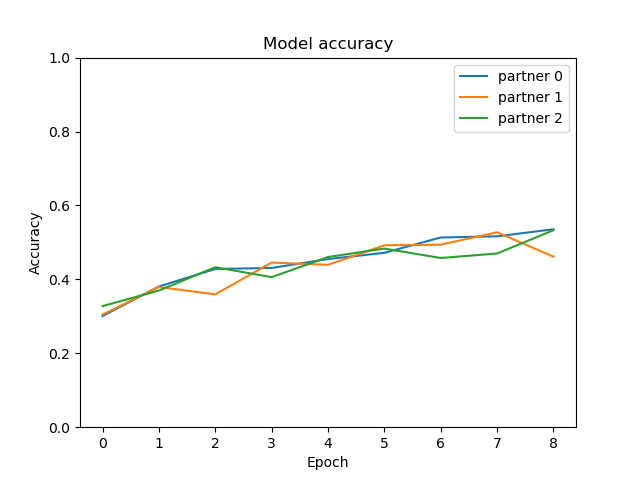 Model accuracy
1.0
0.8
0.6
0.4
0.2
0.0
Accuracy
partner 0
partner 1
partner 2
0 1 2 3 4 5 6 7 8
Epoch